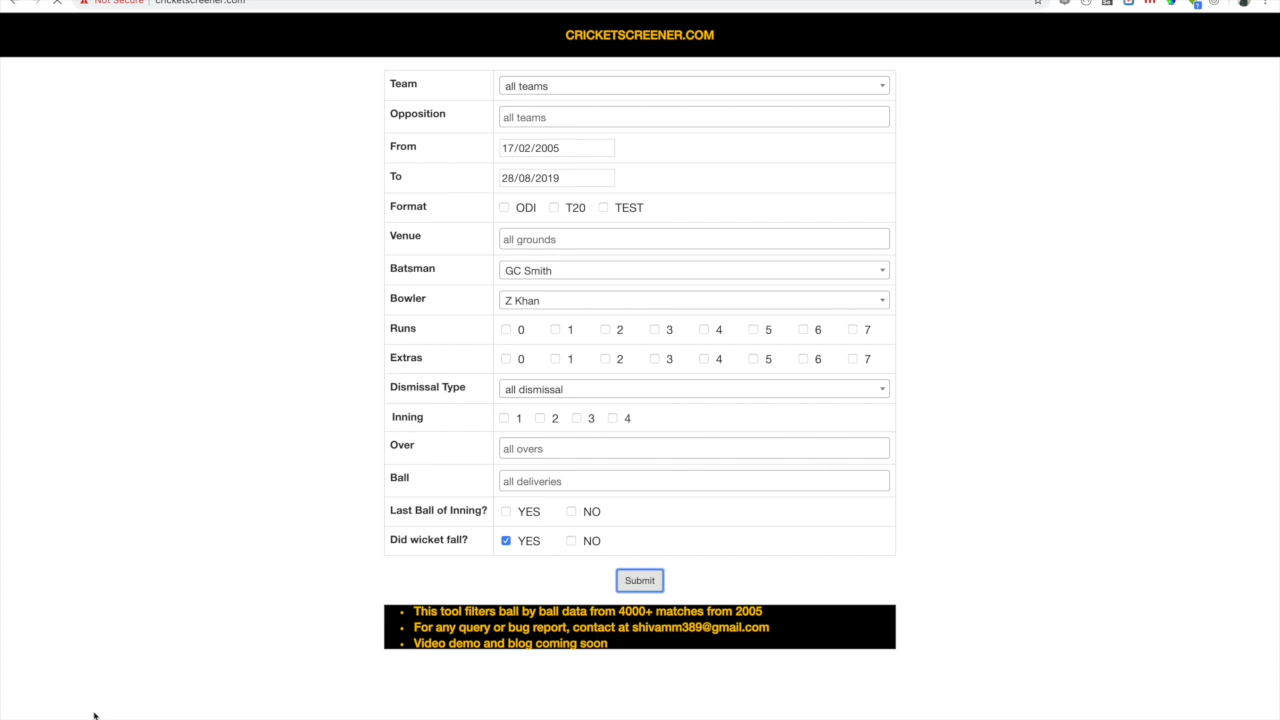 Not Secure cricketscreener.com
CRICKETSCREENER.COM
Team all teams
Opposition all teams
From 17/02/2005
To 28/08/2019
Format ODI T20 TEST
Venue all grounds
Batsman GC Smith
Bowler Z Khan
Runs 0 1 2 3 4 5 6 7
Extras 0 1 2 3 4 5 6 7
Dismissal Type all dismissal
Inning 1 2 3 4
Over all overs
Ball all deliveries
Last Ball of Inning? YES NO
Did wicket fall? YES NO
Submit
• This tool filters ball by ball data from 4000+ matches from 2005
• For any query or bug report, contact at shivamm389@gmail.com
• Video demo and blog coming soon